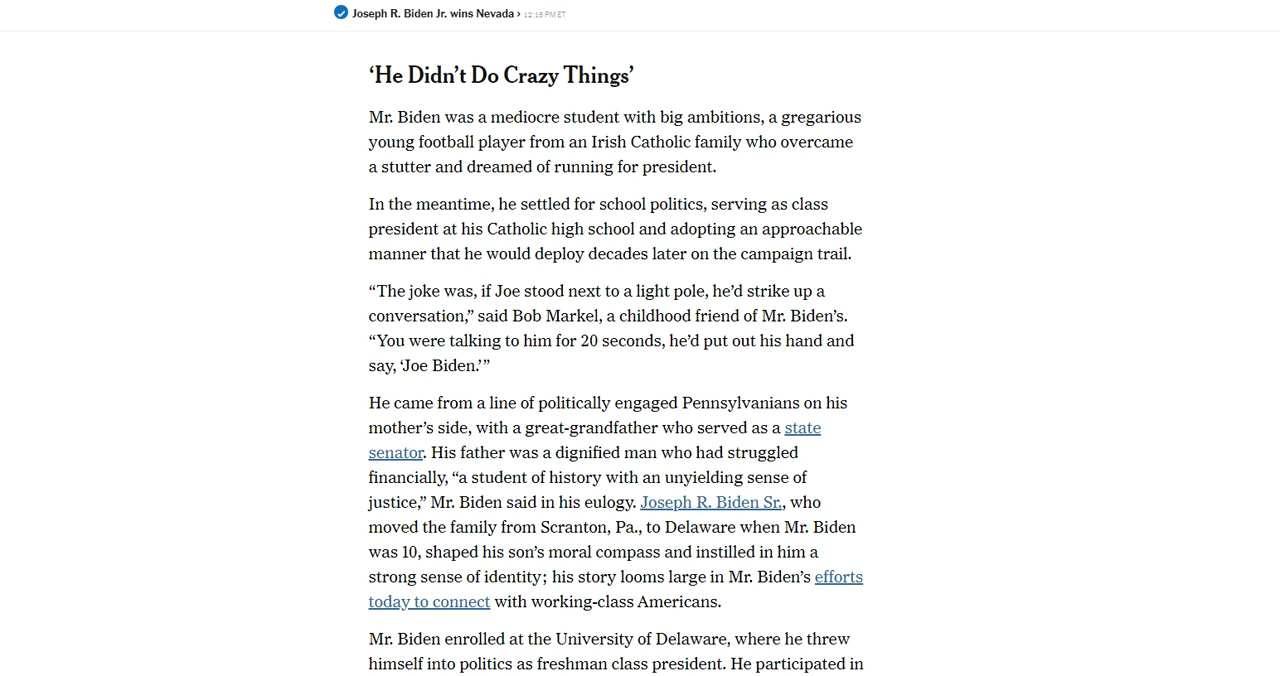 Joseph R. Biden Jr. wins Nevada › 12:15 PM ET
‘He Didn’t Do Crazy Things’
Mr. Biden was a mediocre student with big ambitions, a gregarious
young football player from an Irish Catholic family who overcame
a stutter and dreamed of running for president.
In the meantime, he settled for school politics, serving as class
president at his Catholic high school and adopting an approachable
manner that he would deploy decades later on the campaign trail.
“The joke was, if Joe stood next to a light pole, he’d strike up a
conversation,” said Bob Markel, a childhood friend of Mr. Biden’s.
“You were talking to him for 20 seconds, he’d put out his hand and
say, ‘Joe Biden.’”
He came from a line of politically engaged Pennsylvanians on his
mother’s side, with a great-grandfather who served as a state
senator. His father was a dignified man who had struggled
financially, “a student of history with an unyielding sense of
justice,” Mr. Biden said in his eulogy. Joseph R. Biden Sr., who
moved the family from Scranton, Pa., to Delaware when Mr. Biden
was 10, shaped his son’s moral compass and instilled in him a
strong sense of identity; his story looms large in Mr. Biden’s efforts
today to connect with working-class Americans.
Mr. Biden enrolled at the University of Delaware, where he threw
himself into politics as freshman class president. He participated in